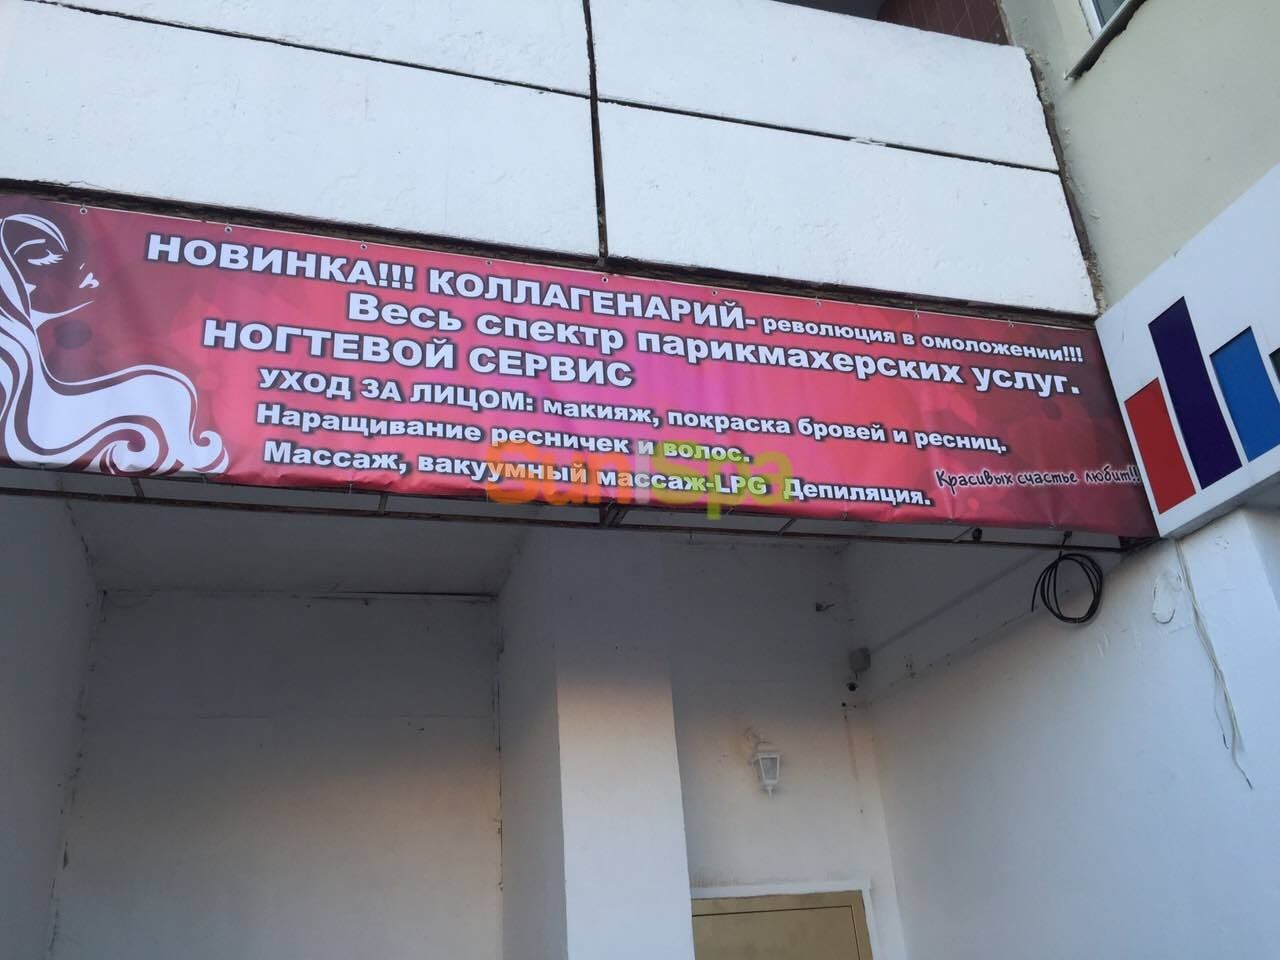 НОВИНКА!!! КОЛЛАГЕНАРИЙ- революция в омоложении!!!
Весь спектр парикмахерских услуг.
НОГТЕВОЙ СЕРВИС
УХОД ЗА ЛИЦОМ: макияж, покраска бровей и ресниц.
Наращивание ресничек и волос.
Массаж, вакуумный массаж-LPG Депиляция.
Красивых счастье любит!!
SunISpa